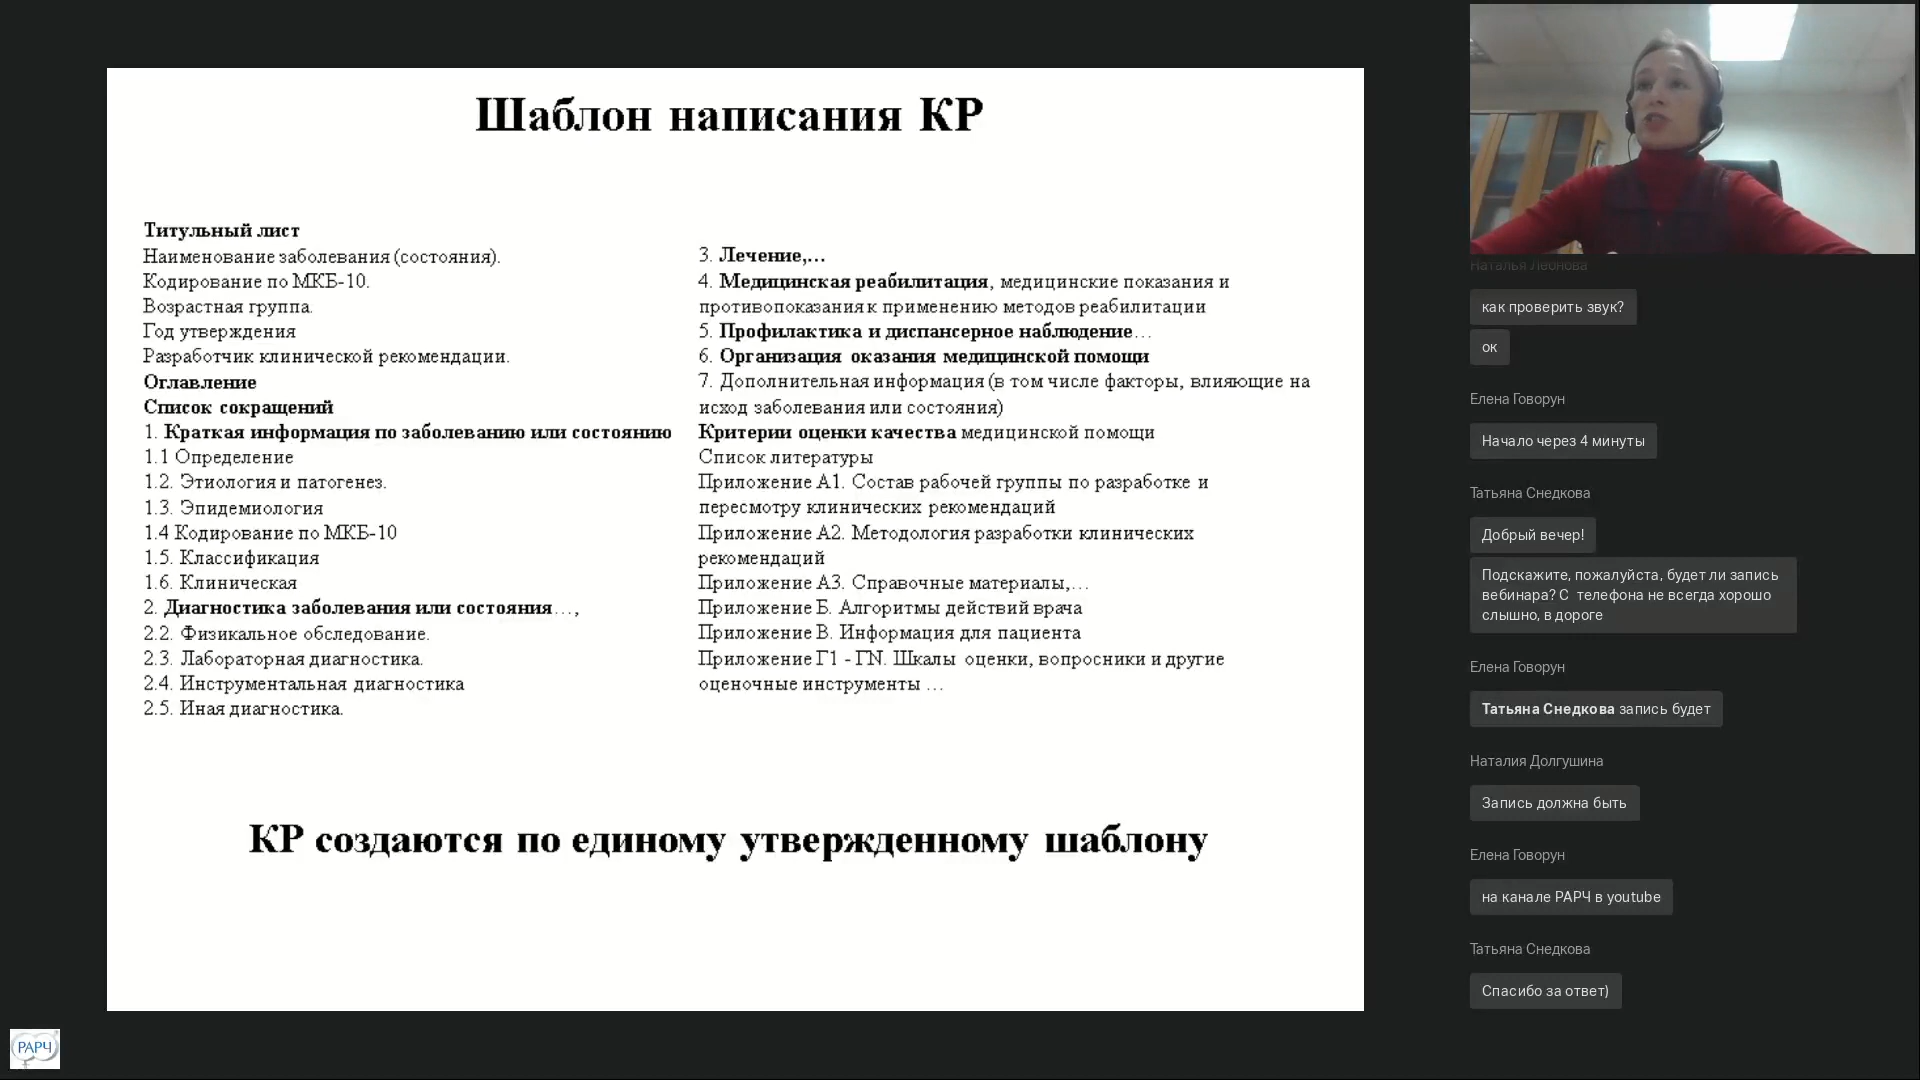 Шаблон написания КР
Титульный лист
Наименование заболевания (состояния).
Кодирование по МКБ-10.
Возрастная группа.
Год утверждения
Разработчик клинической рекомендации.
Оглавление
Список сокращений
1. Краткая информация по заболеванию или состоянию
1.1 Определение
1.2. Этиология и патогенез.
1.3. Эпидемиология
1.4 Кодирование по МКБ-10
1.5. Классификация
1.6. Клиническая
2. Диагностика заболевания или состояния…,
2.2. Физикальное обследование.
2.3. Лабораторная диагностика.
2.4. Инструментальная диагностика
2.5. Иная диагностика.
3. Лечение,…
4. Медицинская реабилитация, медицинские показания и
противопоказания к применению методов реабилитации
5. Профилактика и диспансерное наблюдение…
6. Организация оказания медицинской помощи
7. Дополнительная информация (в том числе факторы, влияющие на
исход заболевания или состояния)
Критерии оценки качества медицинской помощи
Список литературы
Приложение А1. Состав рабочей группы по разработке и
пересмотру клинических рекомендаций
Приложение А2. Методология разработки клинических
рекомендаций
Приложение А3. Справочные материалы,…
Приложение Б. Алгоритмы действий врача
Приложение В. Информация для пациента
Приложение Г1 - ГN. Шкалы оценки, вопросники и другие
оценочные инструменты …
КР создаются по единому утвержденному шаблону
РАРЧ
Наталья Леонова
как проверить звук?
ок
Елена Говорун
Начало через 4 минуты
Татьяна Снедкова
Добрый вечер!
Подскажите, пожалуйста, будет ли запись
вебинара? С телефона не всегда хорошо
слышно, в дороге
Елена Говорун
Татьяна Снедкова запись будет
Наталия Долгушина
Запись должна быть
Елена Говорун
на канале РАРЧ в youtube
Татьяна Снедкова
Спасибо за ответ)